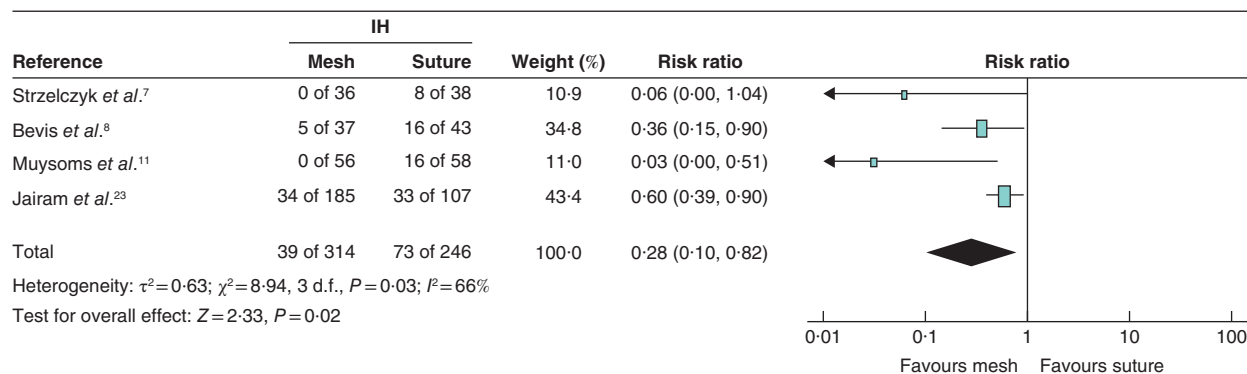 IH
Reference Mesh Suture Weight (%) Risk ratio Risk ratio
Strzelczyk et al.⁷ 0 of 36 8 of 38 10·9 0·06 (0·00, 1·04)
Bevis et al.⁸ 5 of 37 16 of 43 34·8 0·36 (0·15, 0·90)
Muysoms et al.¹¹ 0 of 56 16 of 58 11·0 0·03 (0·00, 0·51)
Jairam et al.²³ 34 of 185 33 of 107 43·4 0·60 (0·39, 0·90)
Total 39 of 314 73 of 246 100·0 0·28 (0·10, 0·82)
Heterogeneity: τ²=0·63; χ²=8·94, 3 d.f., P=0·03; I²=66%
Test for overall effect: Z=2·33, P=0·02
0·01 0·1 1 10 100
Favours mesh Favours suture